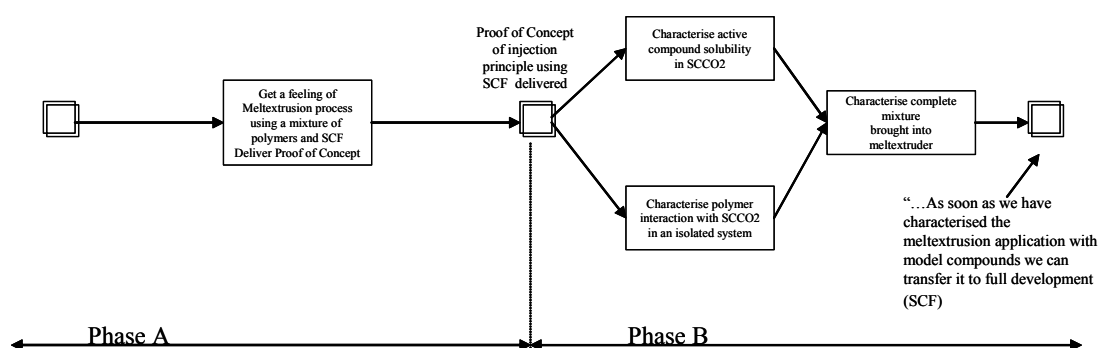 Get a feeling of
Meltextrusion process
using a mixture of
polymers and SCF
Deliver Proof of Concept
Proof of Concept
of injection
principle using
SCF delivered
Characterise active
compound solubility
in SCCO2
Characterise polymer
interaction with SCCO2
in an isolated system
Characterise complete
mixture
brought into
meltextruder
“…As soon as we have
characterised the
meltextrusion application with
model compounds we can
transfer it to full development
(SCF)
Phase A
Phase B